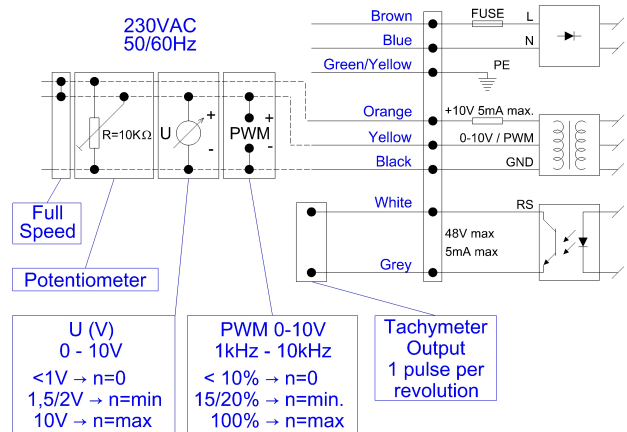 230VAC
50/60Hz
Brown
FUSE
L
Blue
N
Green/Yellow
PE
Orange
+10V 5mA max.
Yellow
0-10V / PWM
Black
GND
White
RS
48V max
5mA max
Grey
R=10KΩ
U
+
-
PWM
+
-
Full
Speed
Potentiometer
U (V)
0 - 10V
<1V → n=0
1,5/2V → n=min
10V → n=max
PWM 0-10V
1kHz - 10kHz
< 10% → n=0
15/20% → n=min.
100% → n=max
Tachymeter
Output
1 pulse per
revolution